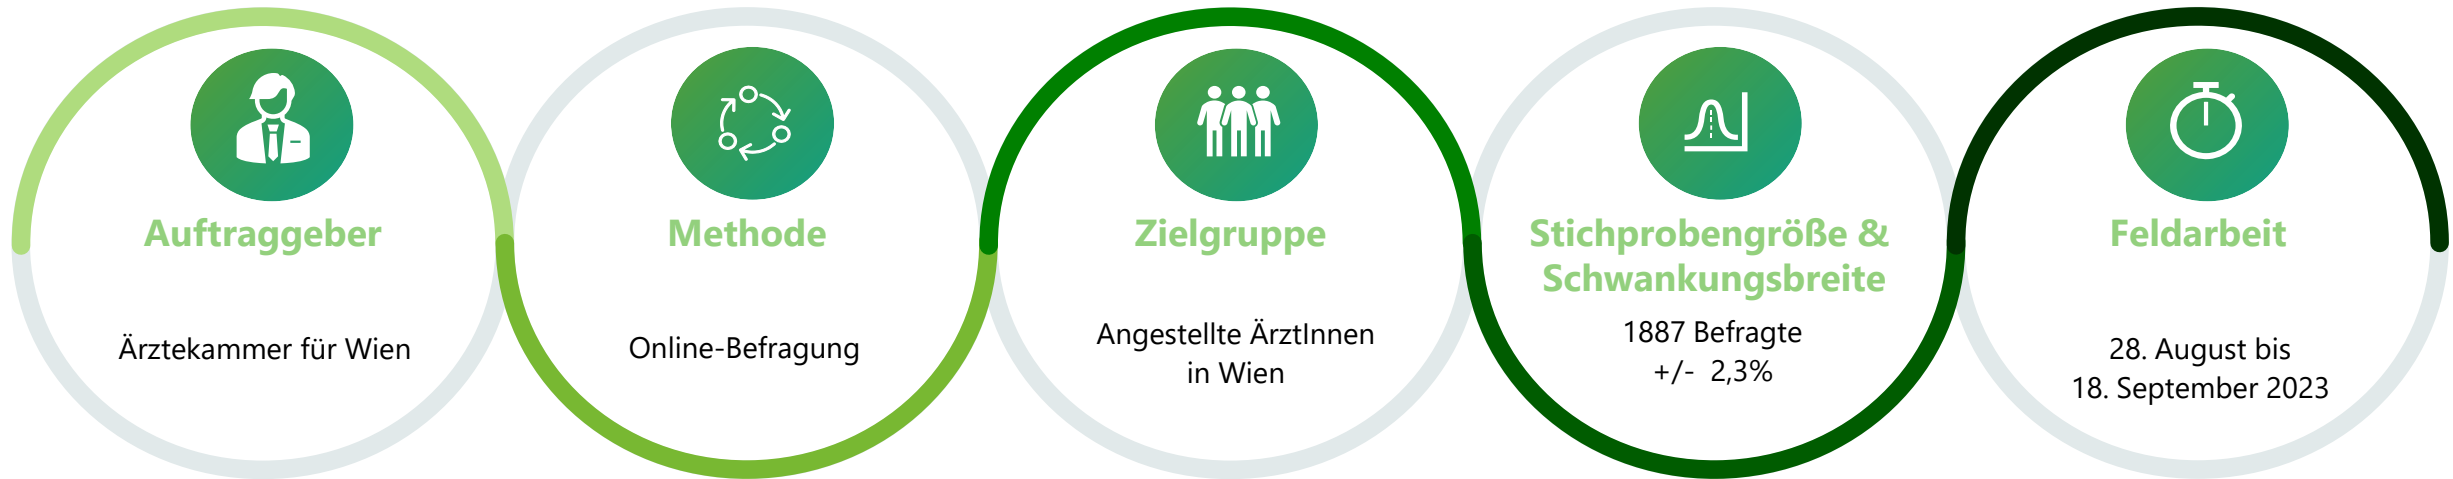 Auftraggeber
Ärztekammer für Wien
Methode
Online-Befragung
Zielgruppe
Angestellte ÄrztInnen
in Wien
Stichprobengröße &
Schwankungsbreite
1887 Befragte
+/- 2,3%
Feldarbeit
28. August bis
18. September 2023